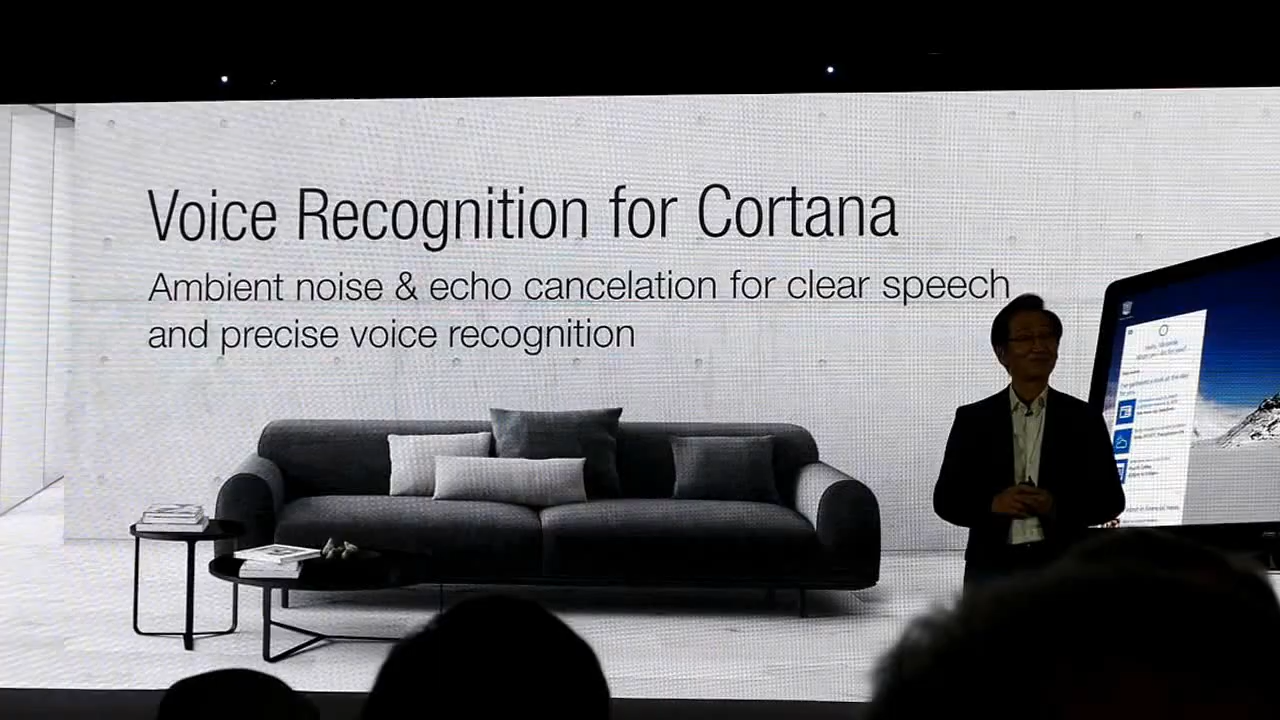 Voice Recognition for Cortana
Ambient noise & echo cancelation for clear speech
and precise voice recognition